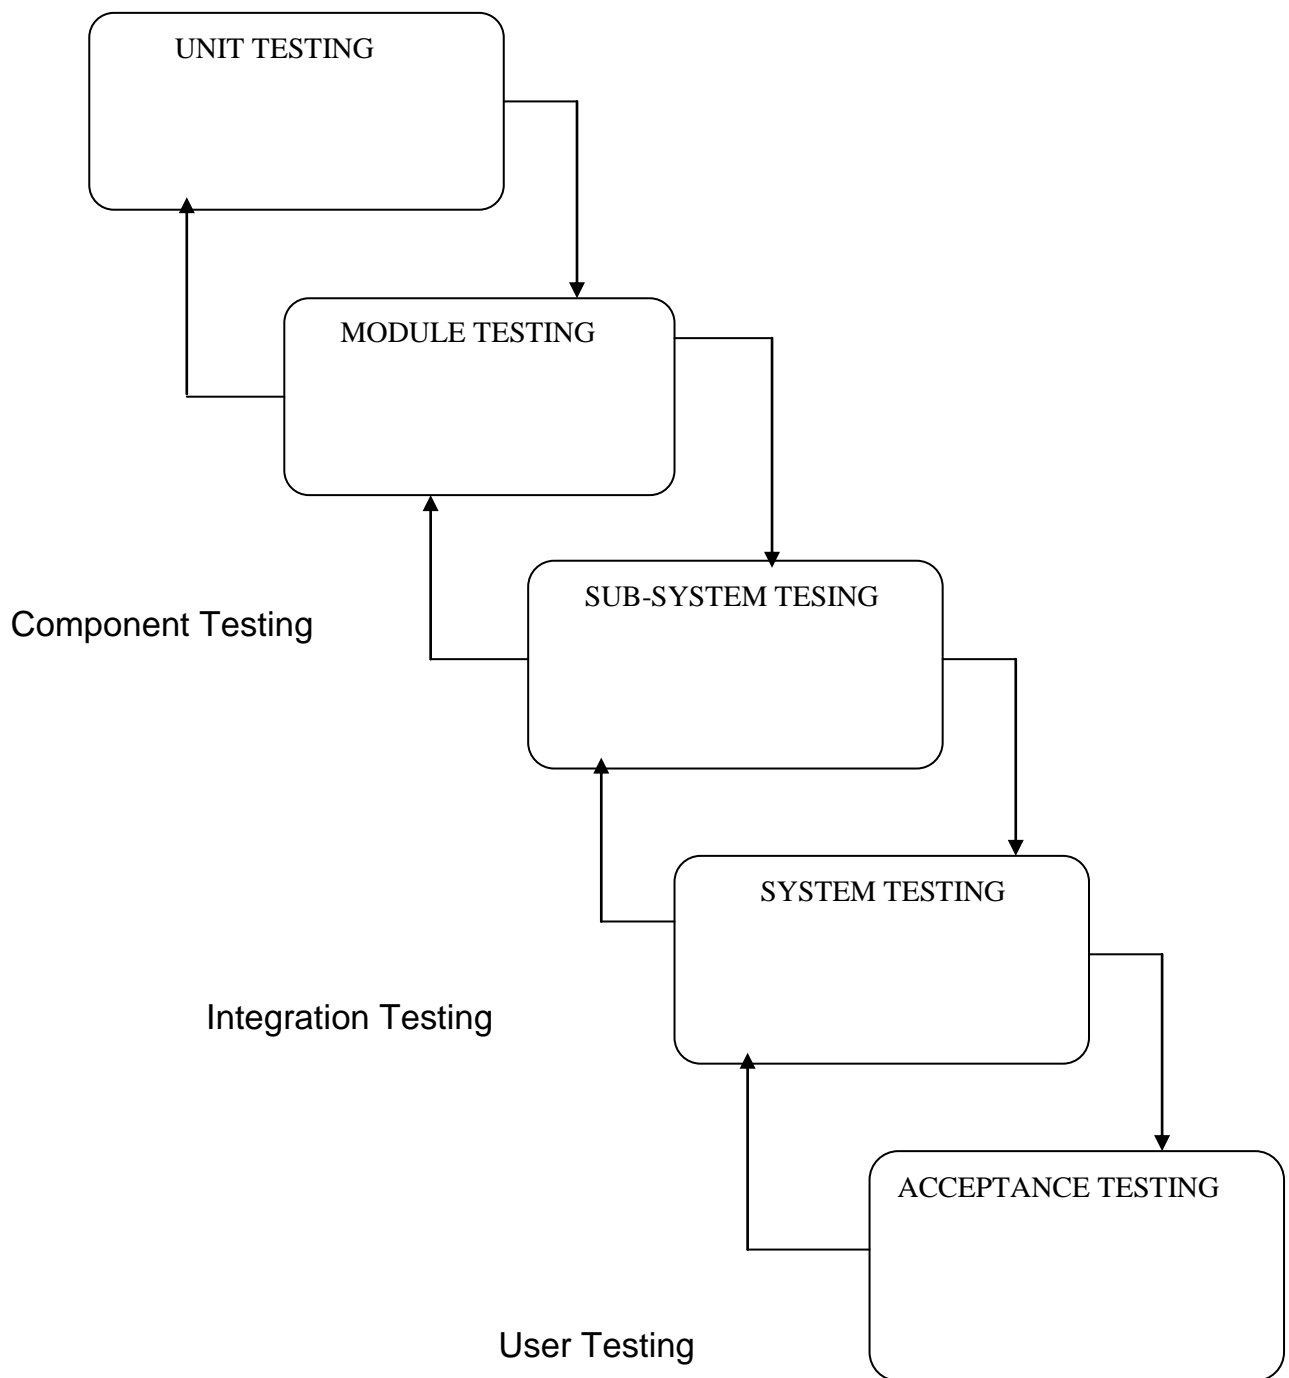 UNIT TESTING
MODULE TESTING
SUB-SYSTEM TESING
Component Testing
SYSTEM TESTING
Integration Testing
ACCEPTANCE TESTING
User Testing